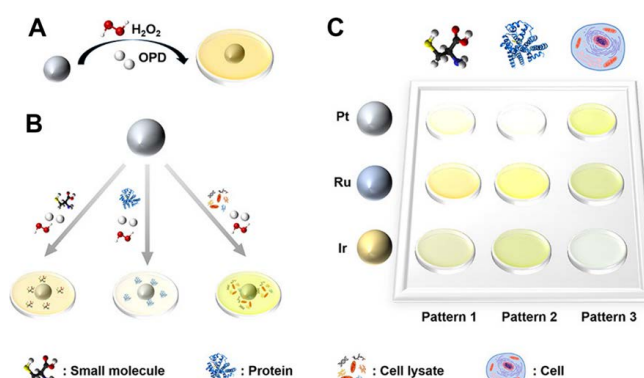 A
H₂O₂
OPD
B
C
Pt
Ru
Ir
Pattern 1 Pattern 2 Pattern 3
: Small molecule : Protein : Cell lysate : Cell